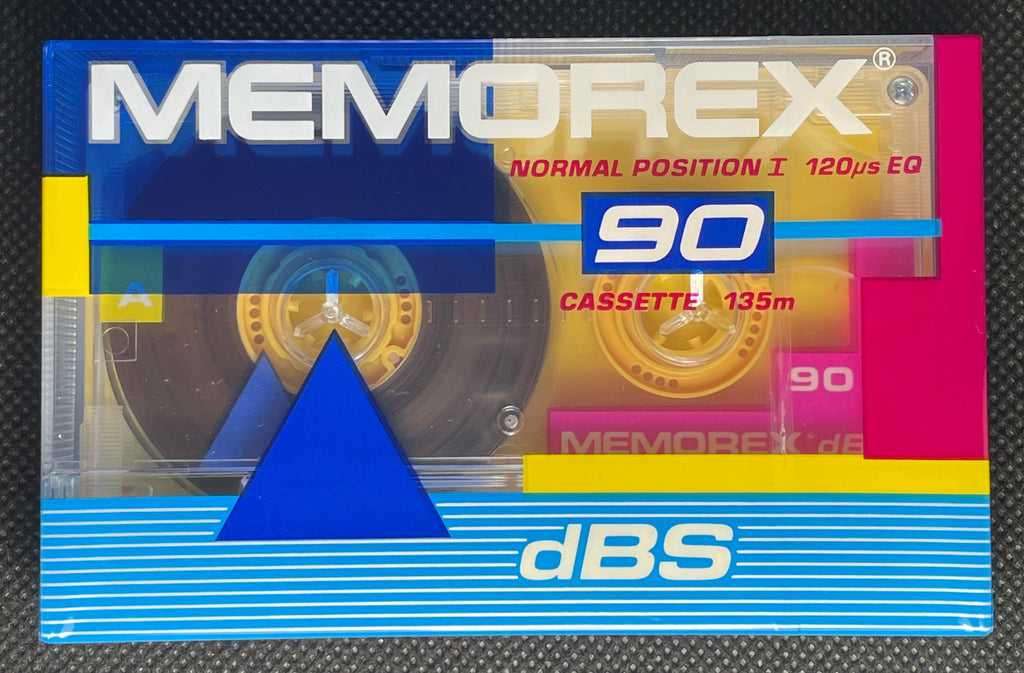 MEMOREX®
NORMAL POSITION I 120µs EQ
90
A
CASSETTE 135m
90
MEMOREX dB
dBS